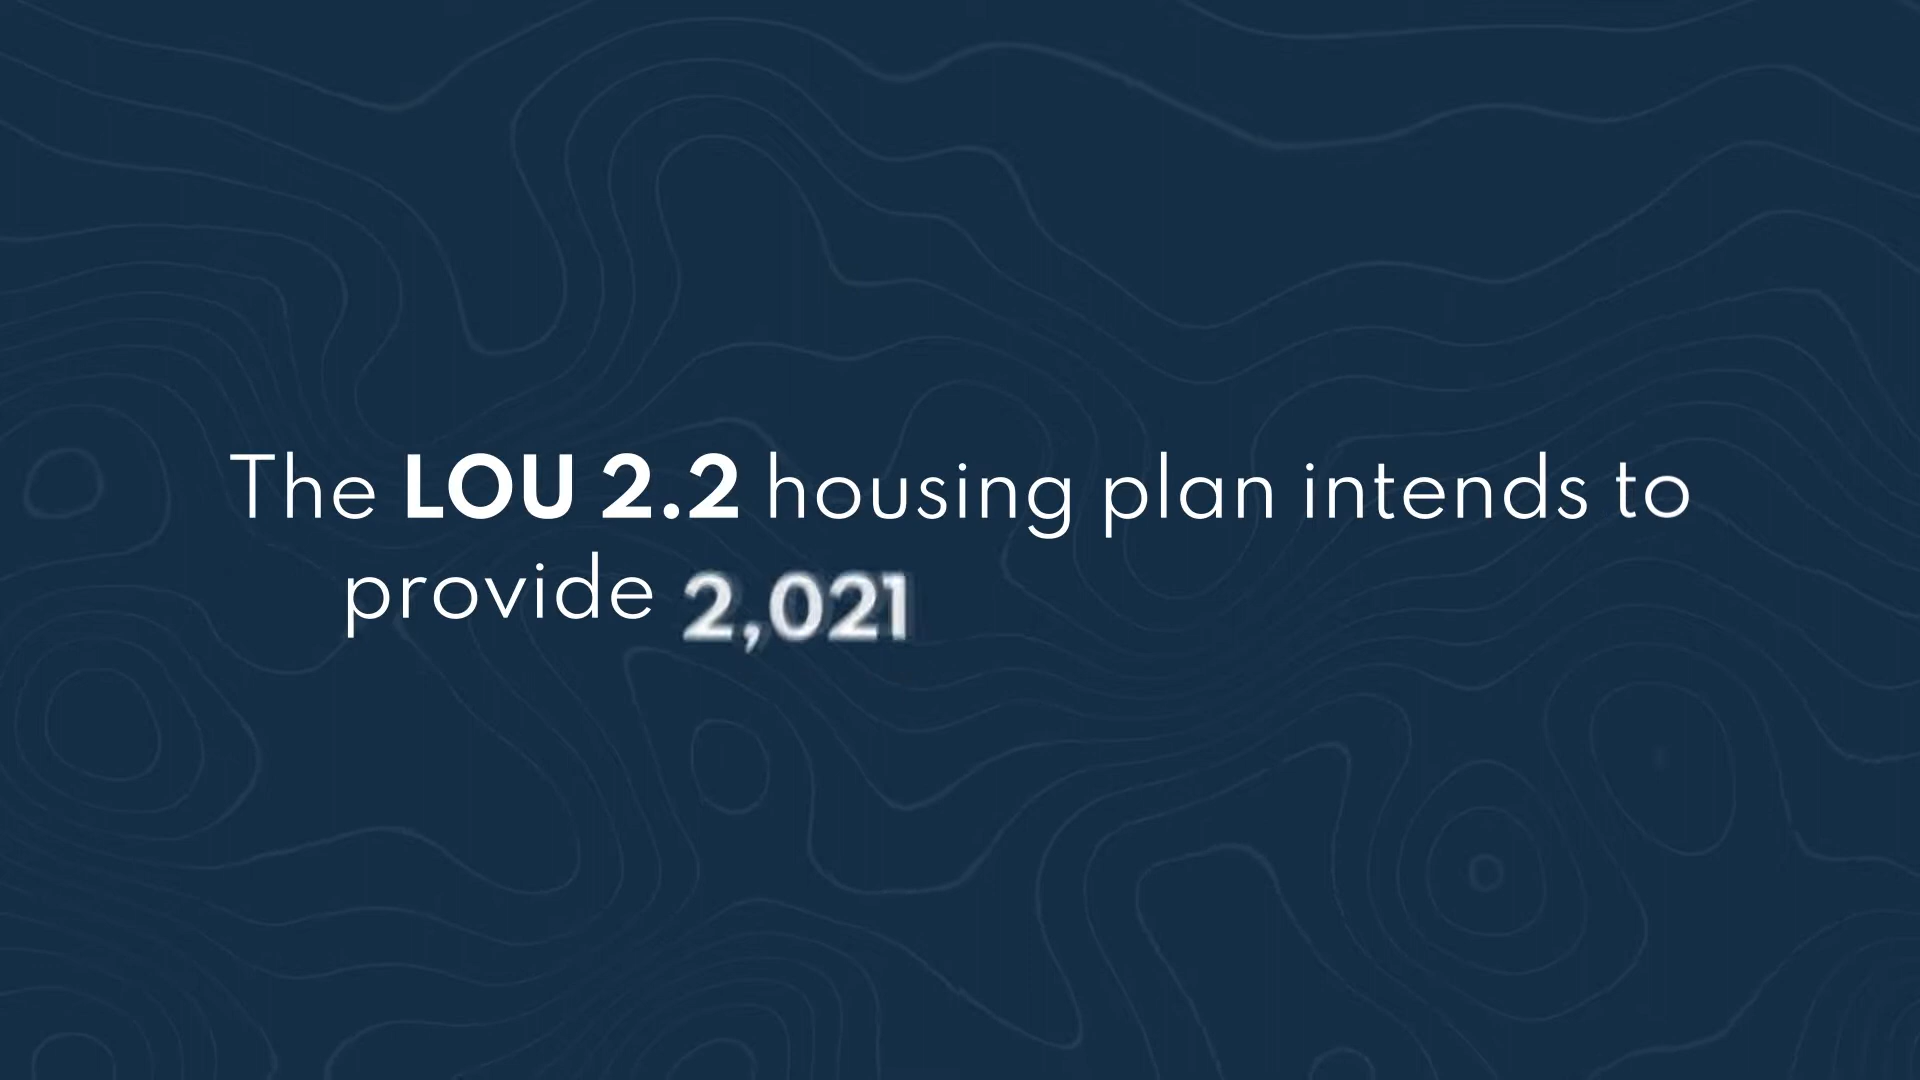 The LOU 2.2 housing plan intends to
provide 2,021